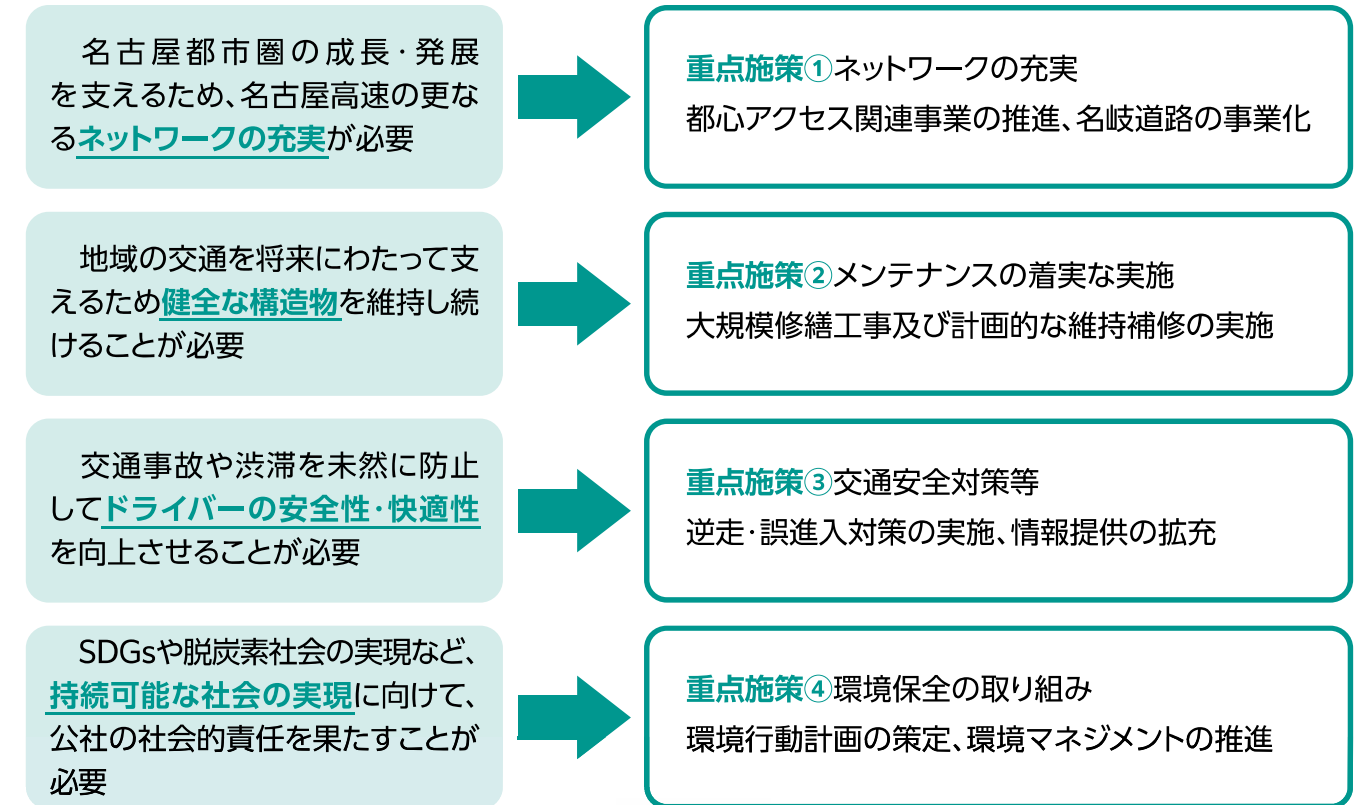 名古屋都市圏の成長・発展
を支えるため、名古屋高速の更な
るネットワークの充実が必要
重点施策①ネットワークの充実
都心アクセス関連事業の推進、名岐道路の事業化
地域の交通を将来にわたって支
えるため健全な構造物を維持し続
けることが必要
重点施策②メンテナンスの着実な実施
大規模修繕工事及び計画的な維持補修の実施
交通事故や渋滞を未然に防止
してドライバーの安全性・快適性
を向上させることが必要
重点施策③交通安全対策等
逆走・誤進入対策の実施、情報提供の拡充
SDGsや脱炭素社会の実現など、
持続可能な社会の実現に向けて、
公社の社会的責任を果たすことが
必要
重点施策④環境保全の取り組み
環境行動計画の策定、環境マネジメントの推進